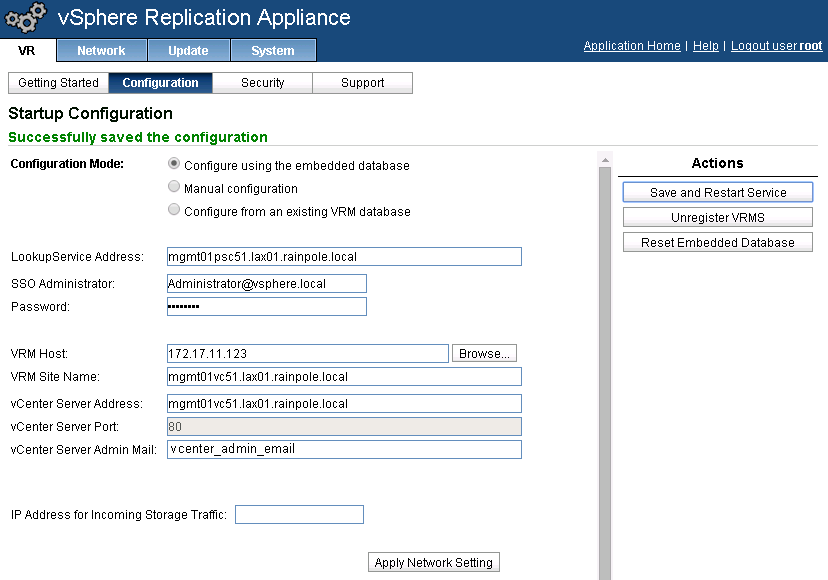 vSphere Replication Appliance
VR Network Update System
Application Home | Help | Logout user root
Getting Started Configuration Security Support
Startup Configuration
Successfully saved the configuration
Configuration Mode:
Configure using the embedded database
Manual configuration
Configure from an existing VRM database
LookupService Address: mgmt01psc51.lax01.rainpole.local
SSO Administrator: Administrator@vsphere.local
Password: ••••••••
VRM Host: 172.17.11.123 Browse...
VRM Site Name: mgmt01vc51.lax01.rainpole.local
vCenter Server Address: mgmt01vc51.lax01.rainpole.local
vCenter Server Port: 80
vCenter Server Admin Mail: vcenter_admin_email
IP Address for Incoming Storage Traffic:
Apply Network Setting
Actions
Save and Restart Service
Unregister VRMS
Reset Embedded Database